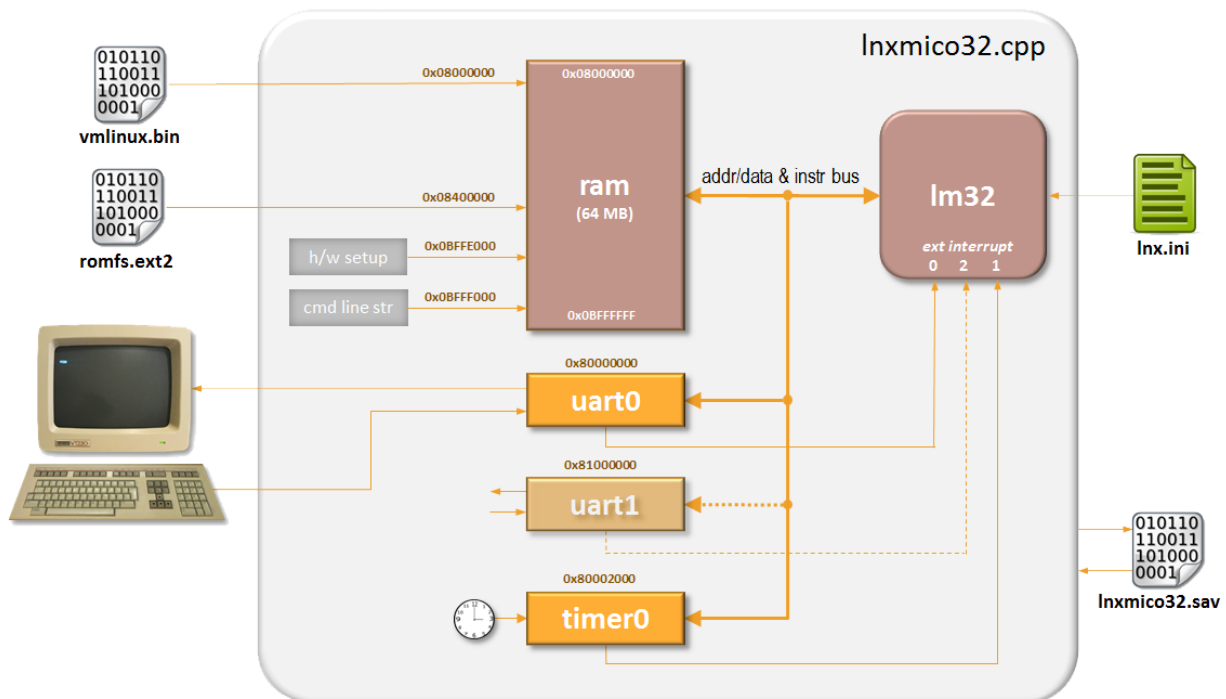 lnxmico32.cpp
010110
110011
101000
0001
vmlinux.bin
0x08000000
0x08000000
ram
(64 MB)
010110
110011
101000
0001
romfs.ext2
0x08400000
h/w setup
0x0BFFE000
cmd line str
0x0BFFF000
0x0BFFFFFF
addr/data & instr bus
lm32
ext interrupt
0 2 1
lnx.ini
0x80000000
uart0
0x81000000
uart1
0x80002000
timer0
010110
110011
101000
0001
lnxmico32.sav